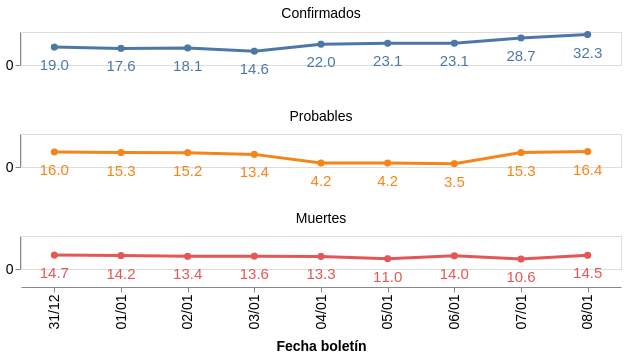 Confirmados
0
19.0 17.6 18.1 14.6 22.0 23.1 23.1 28.7 32.3
Probables
0
16.0 15.3 15.2 13.4 4.2 4.2 3.5 15.3 16.4
Muertes
0
14.7 14.2 13.4 13.6 13.3 11.0 14.0 10.6 14.5
31/12 01/01 02/01 03/01 04/01 05/01 06/01 07/01 08/01
Fecha boletín